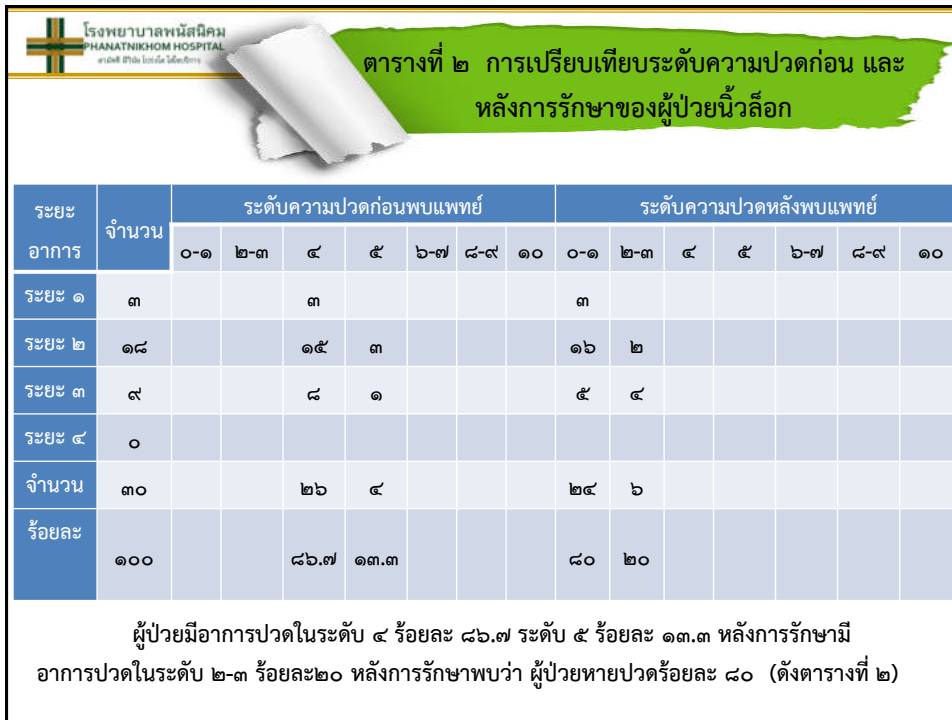 โรงพยาบาลพนัสนิคม
PHANATNIKHOM HOSPITAL
ตารางที่ ๒ การเปรียบเทียบระดับความปวดก่อน และ
หลังการรักษาของผู้ป่วยนิ้วล็อก
ระยะอาการ จำนวน ระดับความปวดก่อนพบแพทย์ ระดับความปวดหลังพบแพทย์
๐-๑ ๒-๓ ๔ ๕ ๖-๗ ๘-๙ ๑๐ ๐-๑ ๒-๓ ๔ ๕ ๖-๗ ๘-๙ ๑๐
ระยะ ๑ ๓ ๓ ๓
ระยะ ๒ ๑๘ ๑๕ ๓ ๑๖ ๒
ระยะ ๓ ๙ ๘ ๑ ๕ ๔
ระยะ ๔ ๐
จำนวน ๓๐ ๒๖ ๔ ๒๔ ๖
ร้อยละ ๑๐๐ ๘๖.๗ ๑๓.๓ ๘๐ ๒๐
ผู้ป่วยมีอาการปวดในระดับ ๔ ร้อยละ ๘๖.๗ ระดับ ๕ ร้อยละ ๑๓.๓ หลังการรักษามี
อาการปวดในระดับ ๒-๓ ร้อยละ๒๐ หลังการรักษาพบว่า ผู้ป่วยหายปวดร้อยละ ๘๐ (ดังตารางที่ ๒)